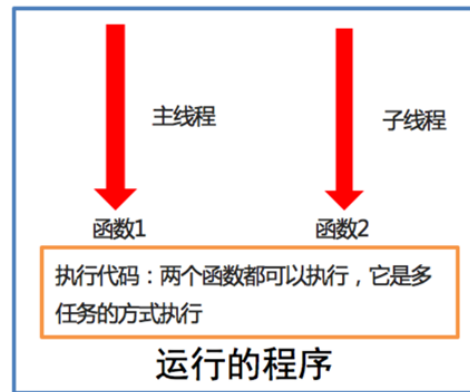 主线程
子线程
函数1
函数2
执行代码：两个函数都可以执行，它是多
任务的方式执行
运行的程序